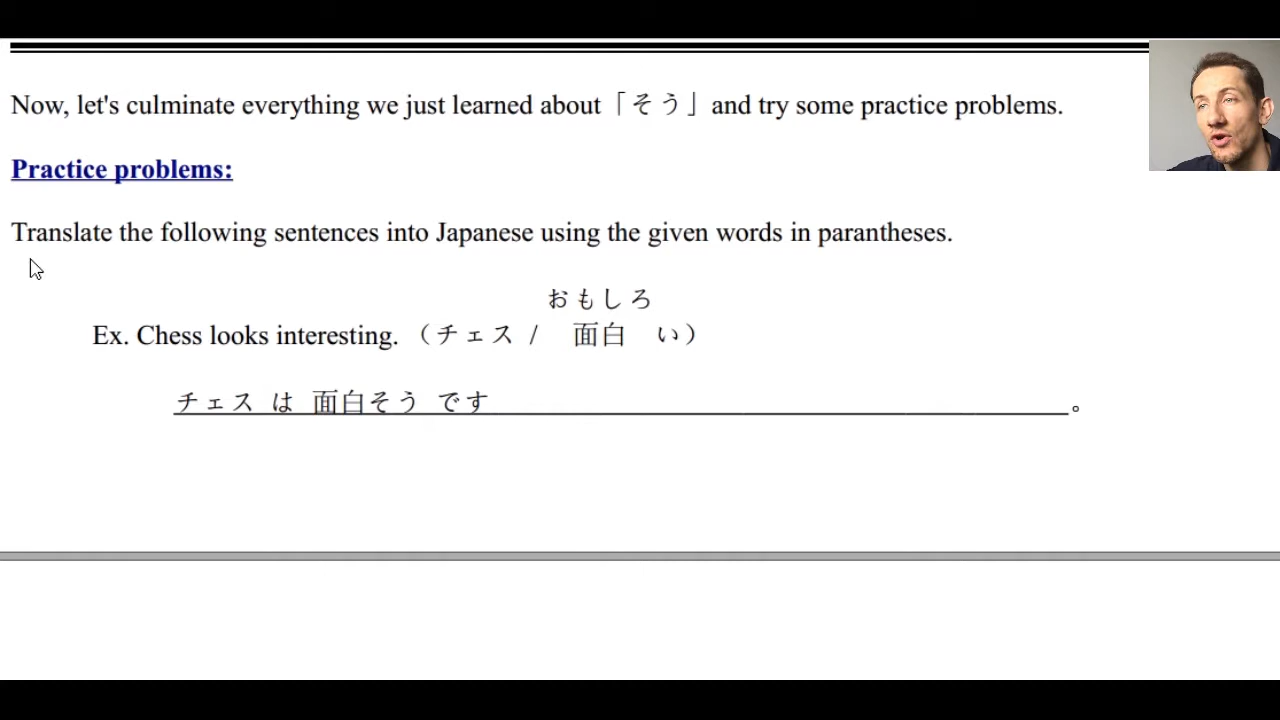 Now, let's culminate everything we just learned about「そう」and try some practice problems.
Practice problems:
Translate the following sentences into Japanese using the given words in parantheses.
おもしろ
Ex. Chess looks interesting.（チェス / 面白 い）
チェス は 面白そう です。